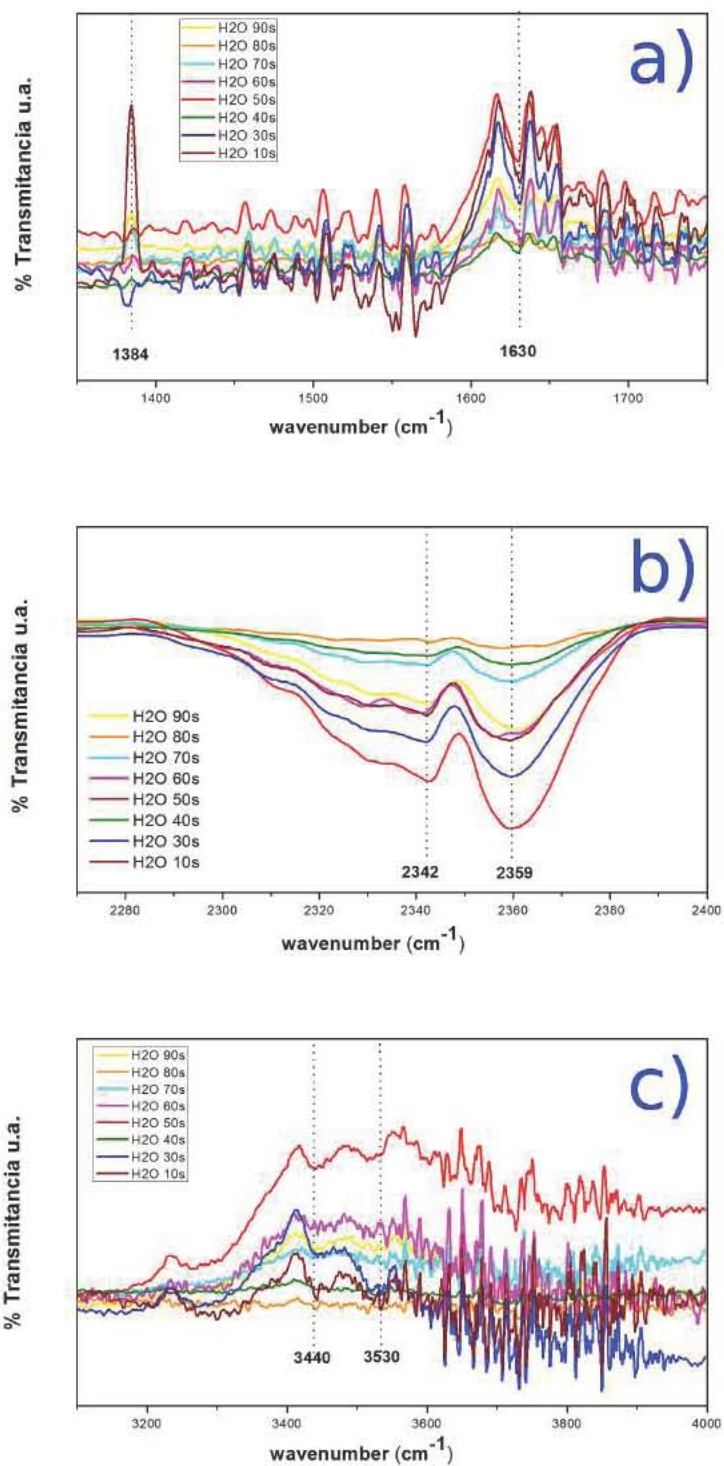 a)
H2O 90s
H2O 80s
H2O 70s
H2O 60s
H2O 50s
H2O 40s
H2O 30s
H2O 10s
% Transmitancia u.a.
1384
1630
1400
1500
1600
1700
wavenumber (cm-1)
b)
% Transmitancia u.a.
H2O 90s
H2O 80s
H2O 70s
H2O 60s
H2O 50s
H2O 40s
H2O 30s
H2O 10s
2342
2359
2280
2300
2320
2340
2360
2380
2400
wavenumber (cm-1)
c)
H2O 90s
H2O 80s
H2O 70s
H2O 60s
H2O 50s
H2O 40s
H2O 30s
H2O 10s
% Transmitancia u.a.
3440
3530
3200
3400
3600
3800
4000
wavenumber (cm-1)